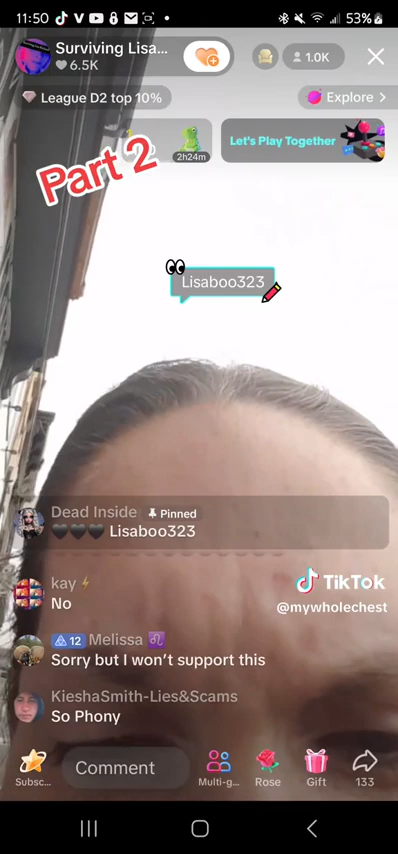 11:50
V
53%
Surviving Lisa...
6.5K
1.0K
League D2 top 10%
Explore >
2h24m
Let's Play Together
Part 2
Lisaboo323
Dead Inside Pinned
🖤🖤🖤 Lisaboo323
kay⚡
No
TikTok
@mywholechest
12 Melissa ♌
Sorry but I won't support this
KieshaSmith-Lies&Scams
So Phony
Subsc...
Comment
Multi-g...
Rose
Gift
133